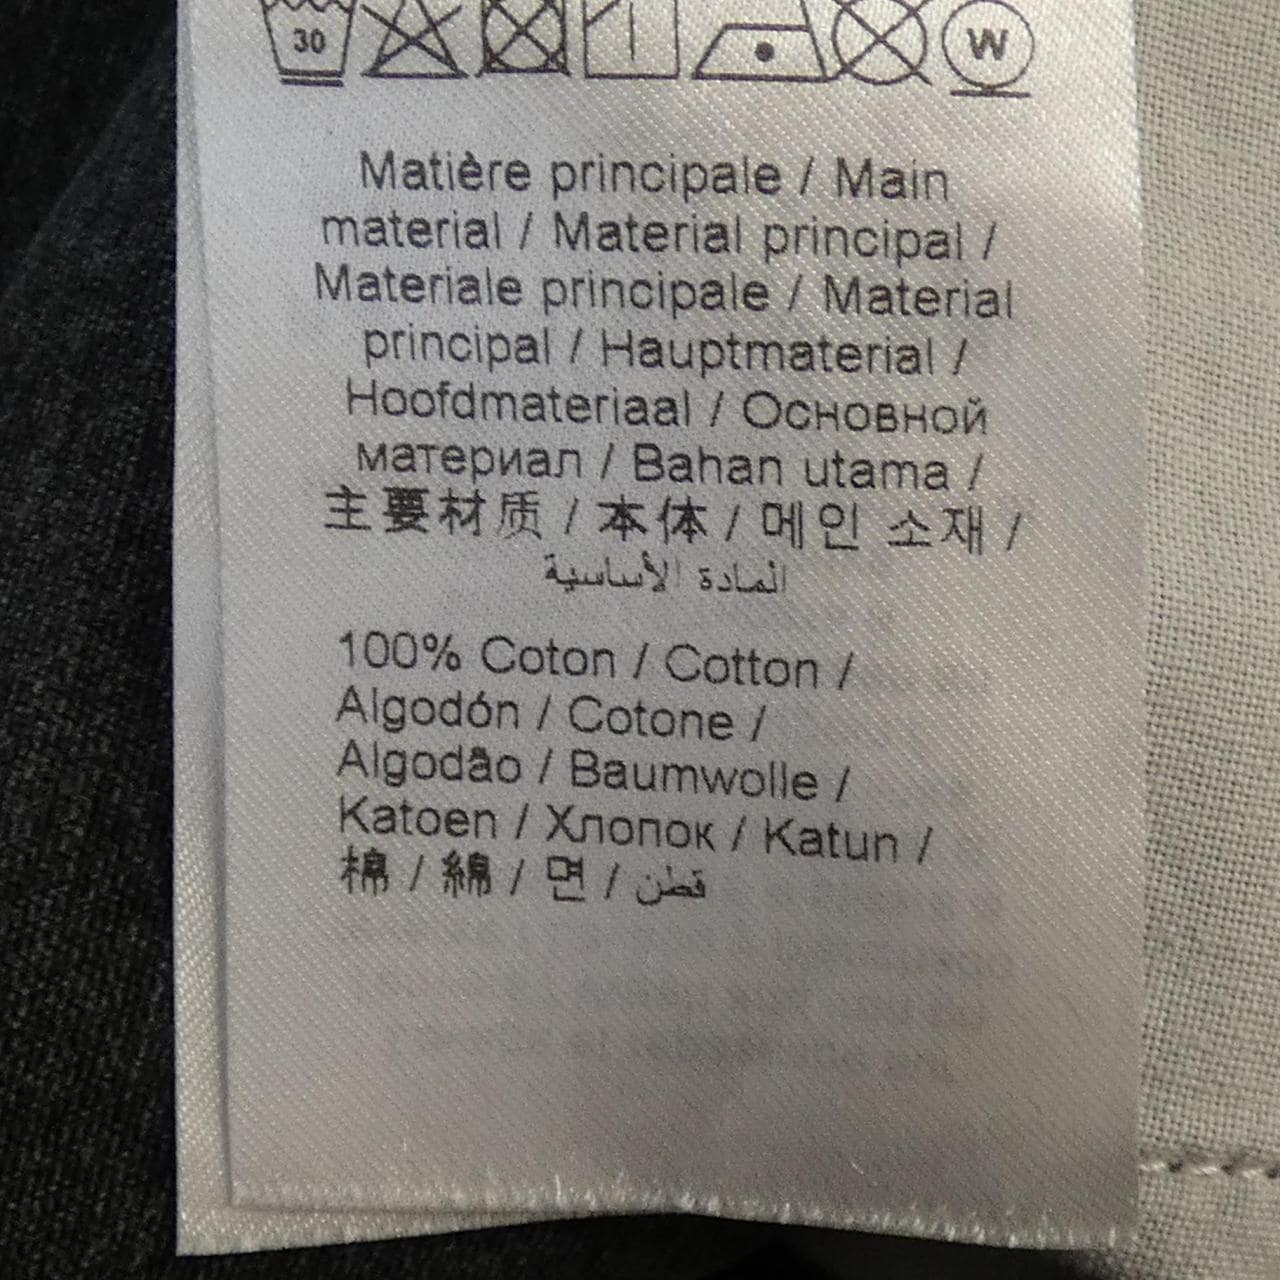 30 W
Matière principale / Main
material / Material principal /
Materiale principale / Material
principal / Hauptmaterial /
Hoofdmateriaal / Основной
материал / Bahan utama /
主要材质 / 本体 / 메인 소재 /
المادة الأساسية
100% Coton / Cotton /
Algodón / Cotone /
Algodão / Baumwolle /
Katoen / Хлопок / Katun /
棉 / 綿 / 면 / قطن